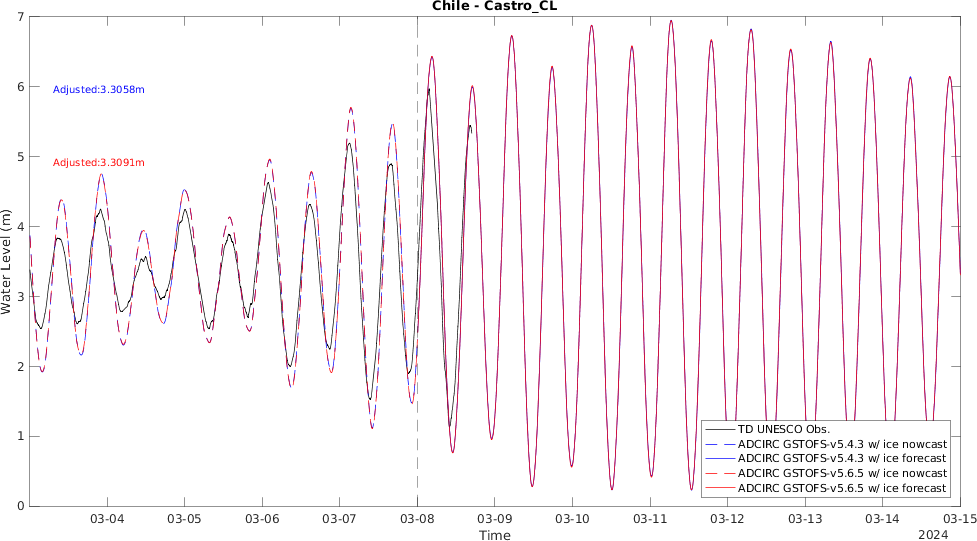 Chile - Castro_CL
7
6
5
4
3
2
1
0
Water Level (m)
Adjusted:3.3058m
Adjusted:3.3091m
TD UNESCO Obs.
ADCIRC GSTOFS-v5.4.3 w/ ice nowcast
ADCIRC GSTOFS-v5.4.3 w/ ice forecast
ADCIRC GSTOFS-v5.6.5 w/ ice nowcast
ADCIRC GSTOFS-v5.6.5 w/ ice forecast
03-04 03-05 03-06 03-07 03-08 03-09 03-10 03-11 03-12 03-13 03-14 03-15
Time
2024